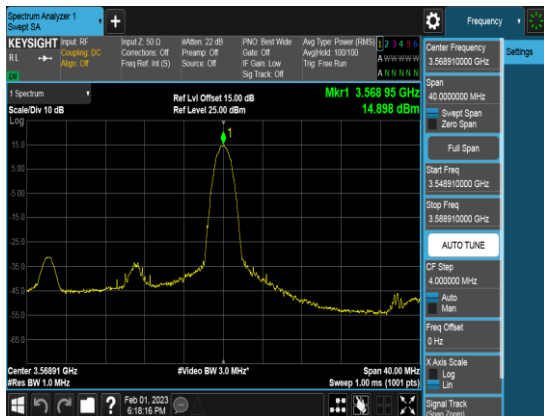 Spectrum Analyzer 1
Swept SA
+
Frequency
KEYSIGHT
Input: RF
Coupling: DC
Align: Off
Input Z: 50 Ω
Corrections: Off
Freq Ref: Int (S)
#Atten: 22 dB
Preamp: Off
Source: Off
PNO: Best Wide
Gate: Off
IF Gain: Low
Sig Track: Off
Avg Type: Power (RMS)
Avg|Hold: 100/100
Trig: Free Run
1 2 3 4 5 6
A W W W W W
A N N N N N
RL
1 Spectrum
Scale/Div 10 dB
Log
Ref Lvl Offset 15.00 dB
Ref Level 25.00 dBm
Mkr1 3.568 95 GHz
14.898 dBm
1
15.0
5.00
-5.00
-15.0
-25.0
-35.0
-45.0
-55.0
-65.0
Center 3.56891 GHz
#Res BW 1.0 MHz
#Video BW 3.0 MHz*
Span 40.00 MHz
Sweep 1.00 ms (1001 pts)
Feb 01, 2023
6:18:16 PM
Center Frequency
3.568910000 GHz
Span
40.0000000 MHz
Swept Span
Zero Span
Full Span
Start Freq
3.548910000 GHz
Stop Freq
3.588910000 GHz
AUTO TUNE
CF Step
4.000000 MHz
Auto
Man
Freq Offset
0 Hz
X Axis Scale
Log
Lin
Signal Track
(Span Zoom)
Settings